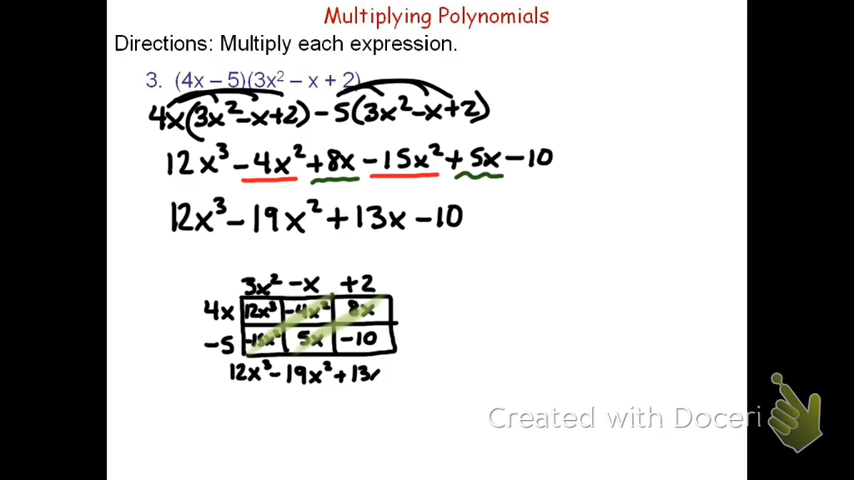 Multiplying Polynomials
Directions: Multiply each expression.
3. (4x – 5)(3x² – x + 2)
4x(3x²-x+2) - 5(3x²-x+2)
12x³ - 4x² + 8x - 15x² + 5x - 10
12x³ - 19x² + 13x - 10
3x² -x +2
4x 12x³ -4x² 8x
-5 -15x² 5x -10
12x³ - 19x² + 13
Created with Doceri